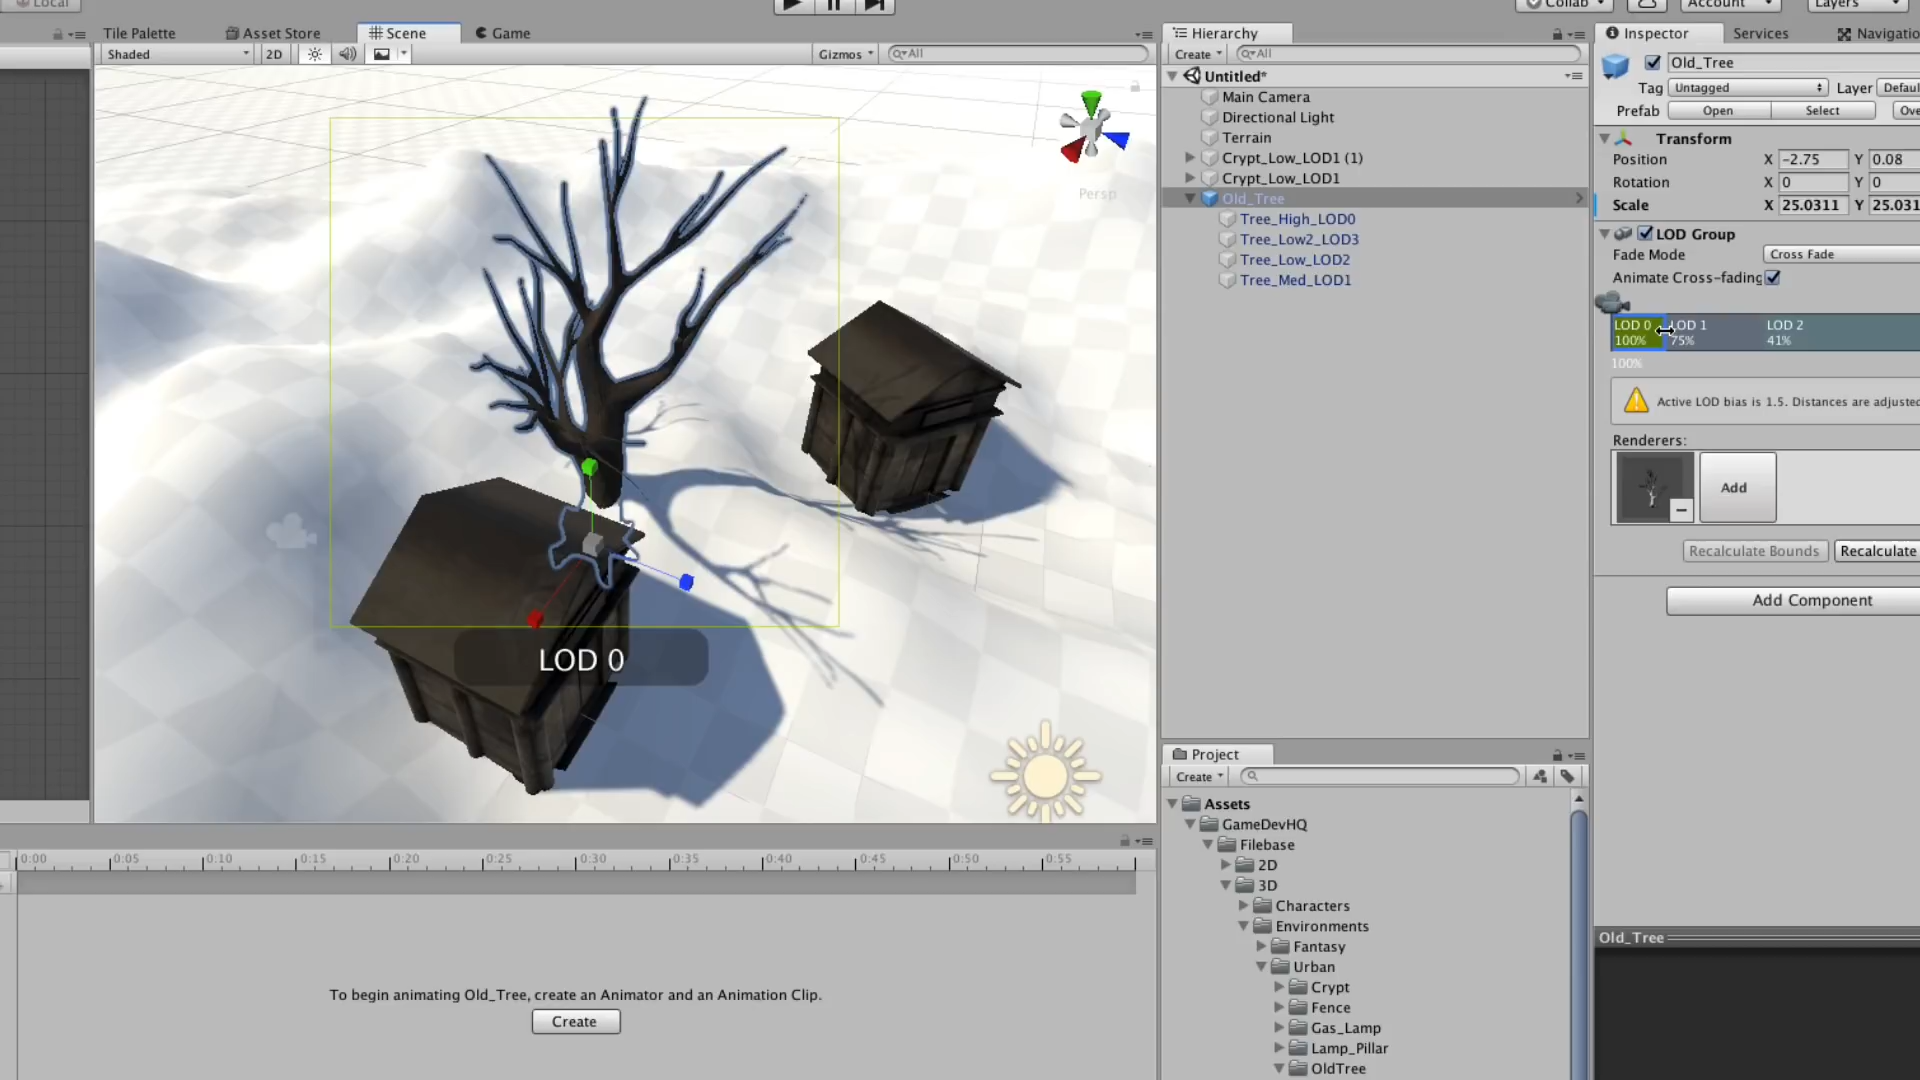 Local
Collab
Account
Layers
Tile Palette
Asset Store
Scene
Game
Shaded
2D
Gizmos
All
Persp
LOD 0
Hierarchy
Create
All
Untitled*
Main Camera
Directional Light
Terrain
Crypt_Low_LOD1 (1)
Crypt_Low_LOD1
Old_Tree
Tree_High_LOD0
Tree_Low2_LOD3
Tree_Low_LOD2
Tree_Med_LOD1
Inspector
Services
Navigatio
Old_Tree
Tag
Untagged
Layer
Defaul
Prefab
Open
Select
Ove
Transform
Position X -2.75 Y 0.08
Rotation X 0 Y 0
Scale X 25.0311 Y 25.031
LOD Group
Fade Mode
Cross Fade
Animate Cross-fading
LOD 0
100%
LOD 1
75%
LOD 2
41%
100%
Active LOD bias is 1.5. Distances are adjusted
Renderers:
Add
Recalculate Bounds
Recalculate
Add Component
Old_Tree
Project
Create
Assets
GameDevHQ
Filebase
2D
3D
Characters
Environments
Fantasy
Urban
Crypt
Fence
Gas_Lamp
Lamp_Pillar
OldTree
0:00 0:05 0:10 0:15 0:20 0:25 0:30 0:35 0:40 0:45 0:50 0:55
To begin animating Old_Tree, create an Animator and an Animation Clip.
Create